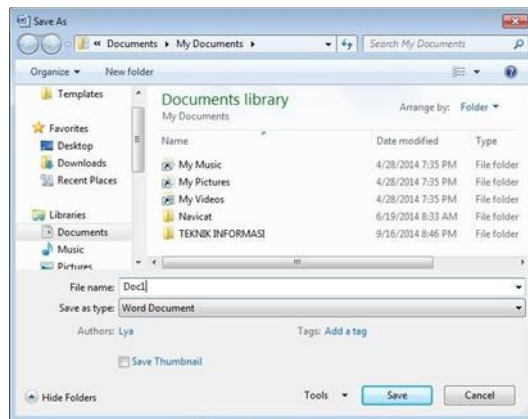 Save As
« Documents ▸ My Documents ▸ Search My Documents
Organize ▾ New folder
Templates
Favorites
Desktop
Downloads
Recent Places
Libraries
Documents
Music
Pictures
Documents library
My Documents
Arrange by: Folder ▾
Name Date modified Type
My Music 4/28/2014 7:35 PM File folder
My Pictures 4/28/2014 7:35 PM File folder
My Videos 4/28/2014 7:35 PM File folder
Navicat 6/19/2014 8:33 AM File folder
TEKNIK INFORMASI 9/16/2014 8:46 PM File folder
File name: Doc1
Save as type: Word Document
Authors: Lya Tags: Add a tag
Save Thumbnail
Hide Folders Tools ▾ Save Cancel